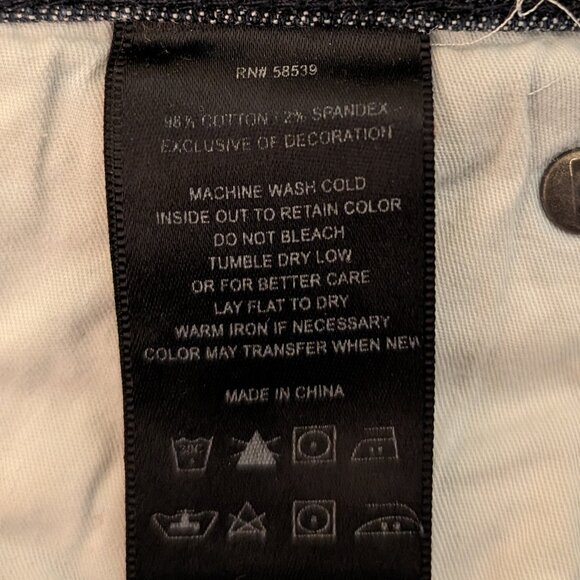 RN# 58539
98% COTTON / 2% SPANDEX
EXCLUSIVE OF DECORATION
MACHINE WASH COLD
INSIDE OUT TO RETAIN COLOR
DO NOT BLEACH
TUMBLE DRY LOW
OR FOR BETTER CARE
LAY FLAT TO DRY
WARM IRON IF NECESSARY
COLOR MAY TRANSFER WHEN NEW
MADE IN CHINA